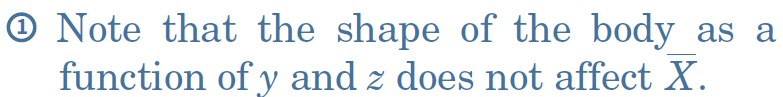 ① Note that the shape of the body as a
function of y and z does not affect X̅.